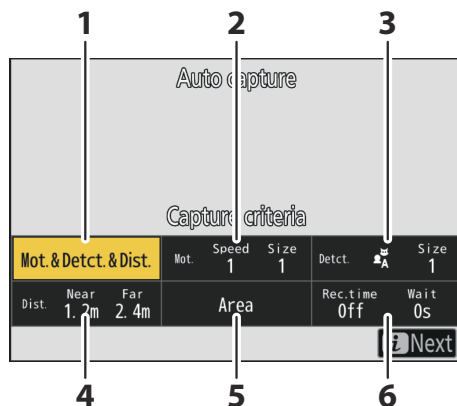 1 2 3
Auto capture
Capture criteria
Mot. & Detct. & Dist.
Mot. Speed 1 Size 1
Detct. A Size 1
Dist. Near 1.2m Far 2.4m
Area
Rec.time Off Wait 0s
i Next
4 5 6